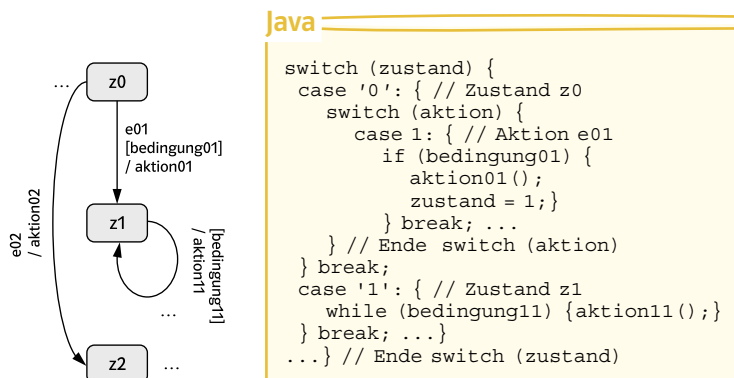 Java
...
z0
e01
[bedingung01]
/ aktion01
e02
/ aktion02
z1
[bedingung11]
/ aktion11
...
z2
...
switch (zustand) {
case '0': { // Zustand z0
switch (aktion) {
case 1: { // Aktion e01
if (bedingung01) {
aktion01();
zustand = 1;}
} break; ...
} // Ende switch (aktion)
} break;
case '1': { // Zustand z1
while (bedingung11) {aktion11();}
} break; ...}
...} // Ende switch (zustand)